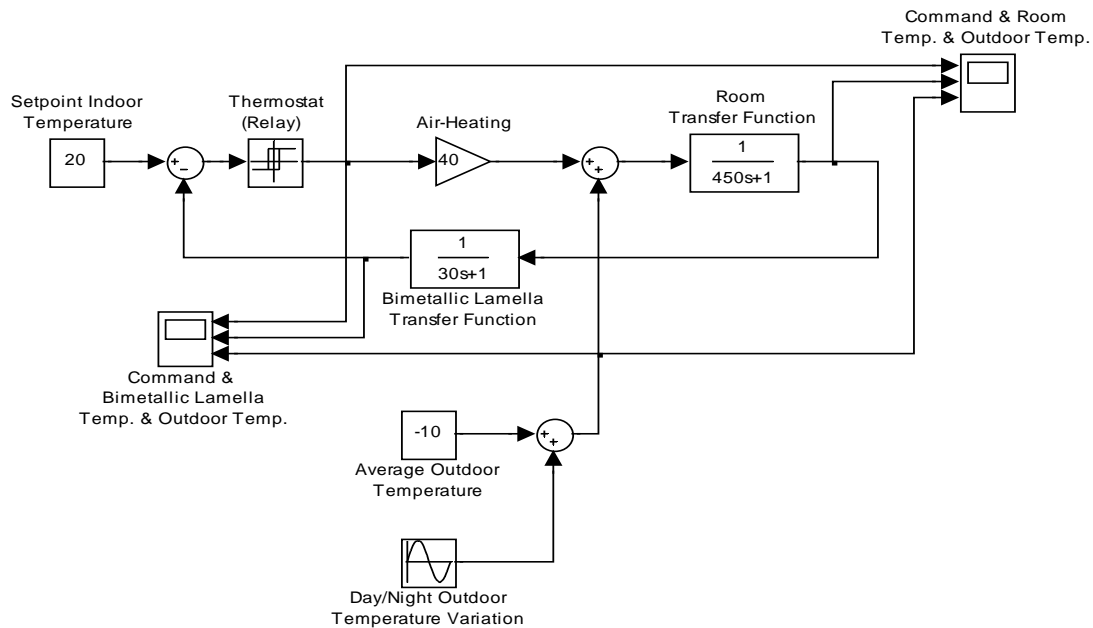 Command & Room
Temp. & Outdoor Temp.
Setpoint Indoor
Temperature
20
+
−
Thermostat
(Relay)
Air-Heating
40
+
+
Room
Transfer Function
1
450s+1
1
30s+1
Bimetallic Lamella
Transfer Function
Command &
Bimetallic Lamella
Temp. & Outdoor Temp.
-10
+
+
Average Outdoor
Temperature
Day/Night Outdoor
Temperature Variation